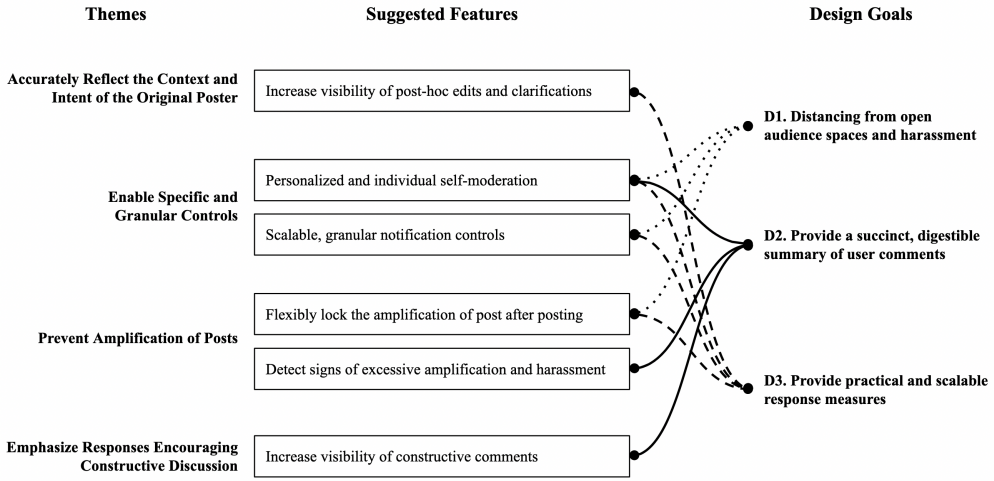 Themes
Suggested Features
Design Goals
Accurately Reflect the Context and
Intent of the Original Poster
Increase visibility of post-hoc edits and clarifications
D1. Distancing from open
audience spaces and harassment
Enable Specific and
Granular Controls
Personalized and individual self-moderation
Scalable, granular notification controls
D2. Provide a succinct, digestible
summary of user comments
Prevent Amplification of Posts
Flexibly lock the amplification of post after posting
Detect signs of excessive amplification and harassment
D3. Provide practical and scalable
response measures
Emphasize Responses Encouraging
Constructive Discussion
Increase visibility of constructive comments